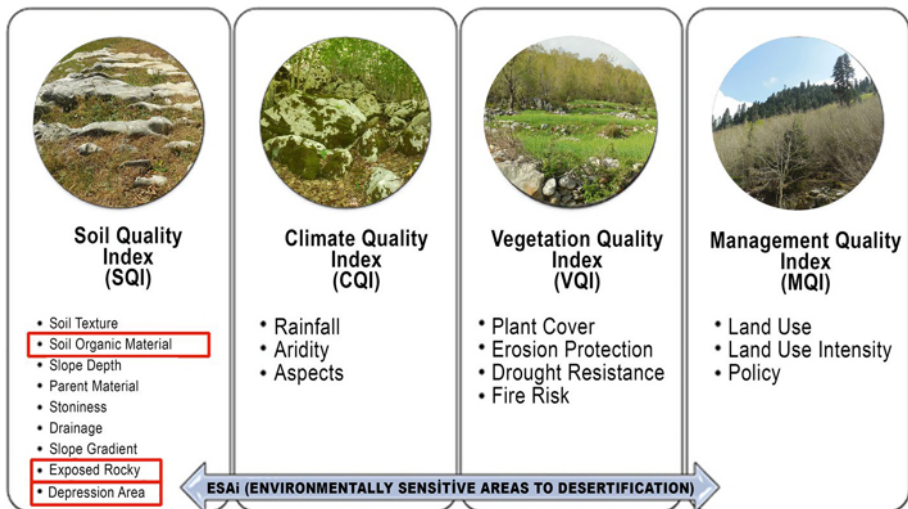 Soil Quality
Index
(SQI)
• Soil Texture
• Soil Organic Material
• Slope Depth
• Parent Material
• Stoniness
• Drainage
• Slope Gradient
• Exposed Rocky
• Depression Area
Climate Quality
Index
(CQI)
• Rainfall
• Aridity
• Aspects
Vegetation Quality
Index
(VQI)
• Plant Cover
• Erosion Protection
• Drought Resistance
• Fire Risk
Management Quality
Index
(MQI)
• Land Use
• Land Use Intensity
• Policy
ESAi (ENVIRONMENTALLY SENSİTİVE AREAS TO DESERTIFICATION)